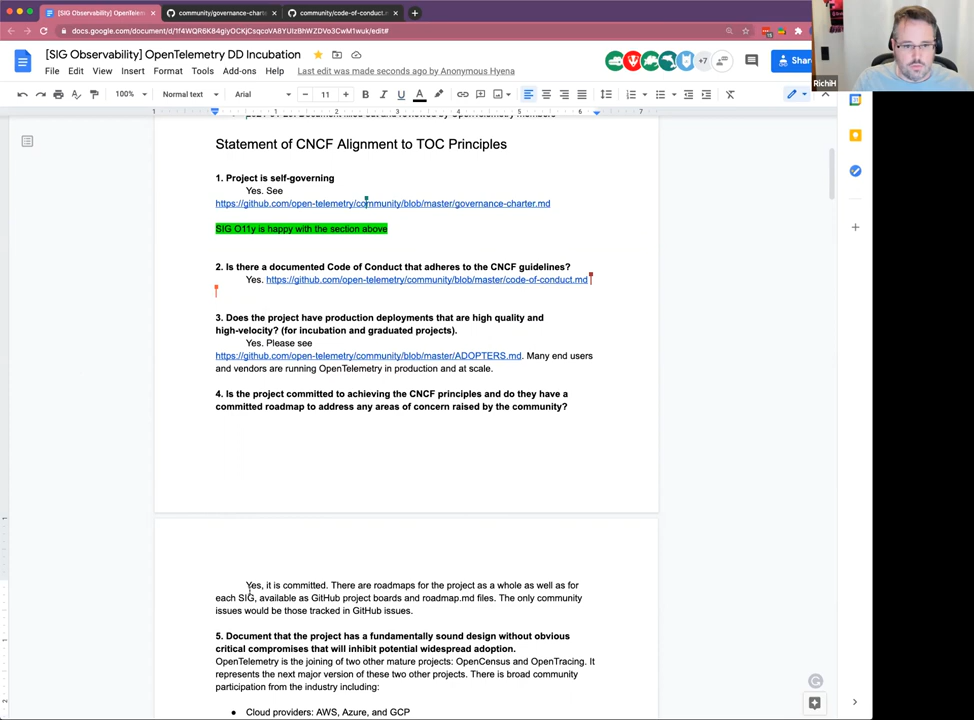 [SIG Observability] OpenTelemetry
community/governance-charte
community/code-of-conduct.m
docs.google.com/document/d/
[SIG Observability] OpenTelemetry DD Incubation
File Edit View Insert Format Tools Add-ons Help Last edit was made seconds ago by Anonymous Hyena
+7
Shar
RichiH
100% Normal text Arial 11
1 1 2 3 4 5 6 7
Statement of CNCF Alignment to TOC Principles
1. Project is self-governing
Yes. See
https://github.com/open-telemetry/community/blob/master/governance-charter.md
SIG O11y is happy with the section above
2. Is there a documented Code of Conduct that adheres to the CNCF guidelines?
Yes. https://github.com/open-telemetry/community/blob/master/code-of-conduct.md
3. Does the project have production deployments that are high quality and
high-velocity? (for incubation and graduated projects).
Yes. Please see
https://github.com/open-telemetry/community/blob/master/ADOPTERS.md. Many end users
and vendors are running OpenTelemetry in production and at scale.
4. Is the project committed to achieving the CNCF principles and do they have a
committed roadmap to address any areas of concern raised by the community?
Yes, it is committed. There are roadmaps for the project as a whole as well as for
each SIG, available as GitHub project boards and roadmap.md files. The only community
issues would be those tracked in GitHub issues.
5. Document that the project has a fundamentally sound design without obvious
critical compromises that will inhibit potential widespread adoption.
OpenTelemetry is the joining of two other mature projects: OpenCensus and OpenTracing. It
represents the next major version of these two other projects. There is broad community
participation from the industry including:
● Cloud providers: AWS, Azure, and GCP